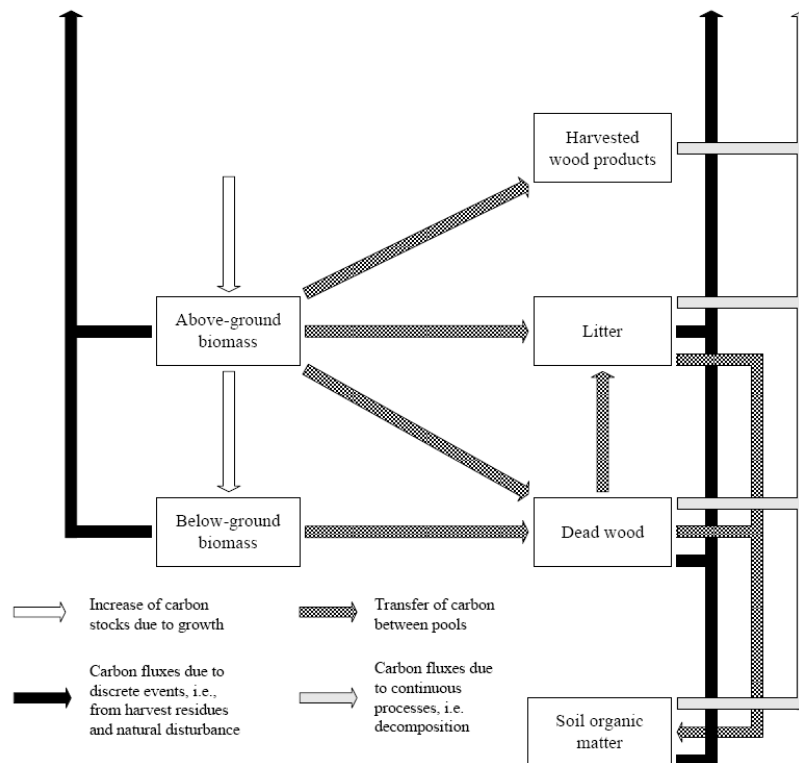 Harvested
wood products
Above-ground
biomass
Litter
Below-ground
biomass
Dead wood
Increase of carbon
stocks due to growth
Transfer of carbon
between pools
Carbon fluxes due to
discrete events, i.e.,
from harvest residues
and natural disturbance
Carbon fluxes due
to continuous
processes, i.e.
decomposition
Soil organic
matter